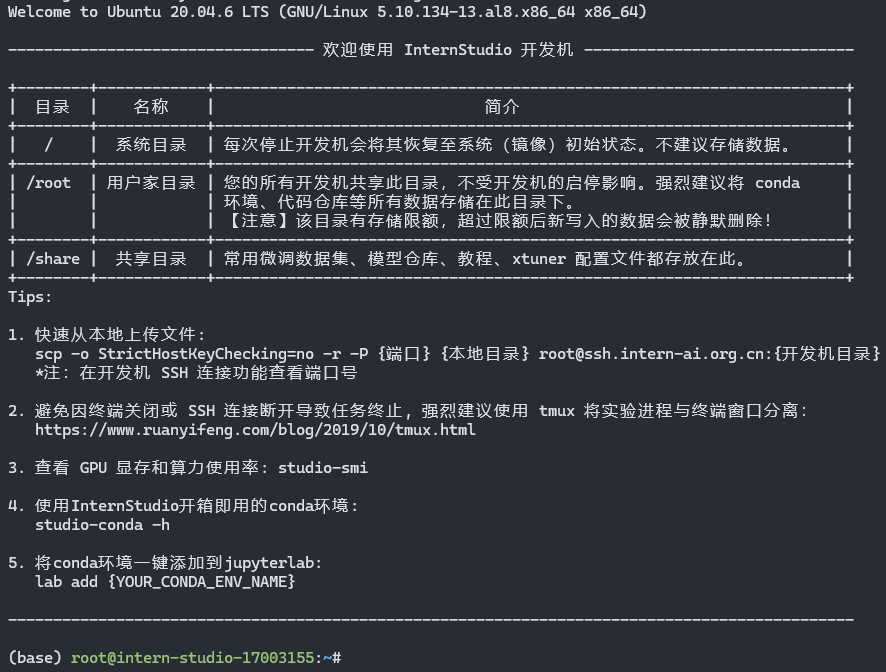 Welcome to Ubuntu 20.04.6 LTS (GNU/Linux 5.10.134-13.al8.x86_64 x86_64)
---------------------------------- 欢迎使用 InternStudio 开发机 ------------------------------
+---------+------------+----------------------------------------------------------------------+
| 目录 | 名称 | 简介 |
+---------+------------+----------------------------------------------------------------------+
| / | 系统目录 | 每次停止开发机会将其恢复至系统（镜像）初始状态。不建议存储数据。 |
+---------+------------+----------------------------------------------------------------------+
| /root | 用户家目录 | 您的所有开发机共享此目录，不受开发机的启停影响。强烈建议将 conda |
| | | 环境、代码仓库等所有数据存储在此目录下。 |
| | | 【注意】该目录有存储限额，超过限额后新写入的数据会被静默删除！ |
+---------+------------+----------------------------------------------------------------------+
| /share | 共享目录 | 常用微调数据集、模型仓库、教程、xtuner 配置文件都存放在此。 |
+---------+------------+----------------------------------------------------------------------+
Tips:
1. 快速从本地上传文件：
scp -o StrictHostKeyChecking=no -r -P {端口} {本地目录} root@ssh.intern-ai.org.cn:{开发机目录}
*注：在开发机 SSH 连接功能查看端口号
2. 避免因终端关闭或 SSH 连接断开导致任务终止，强烈建议使用 tmux 将实验进程与终端窗口分离：
https://www.ruanyifeng.com/blog/2019/10/tmux.html
3. 查看 GPU 显存和算力使用率：studio-smi
4. 使用InternStudio开箱即用的conda环境：
studio-conda -h
5. 将conda环境一键添加到jupyterlab:
lab add {YOUR_CONDA_ENV_NAME}
----------------------------------------------------------------------------------------------
(base) root@intern-studio-17003155:~#